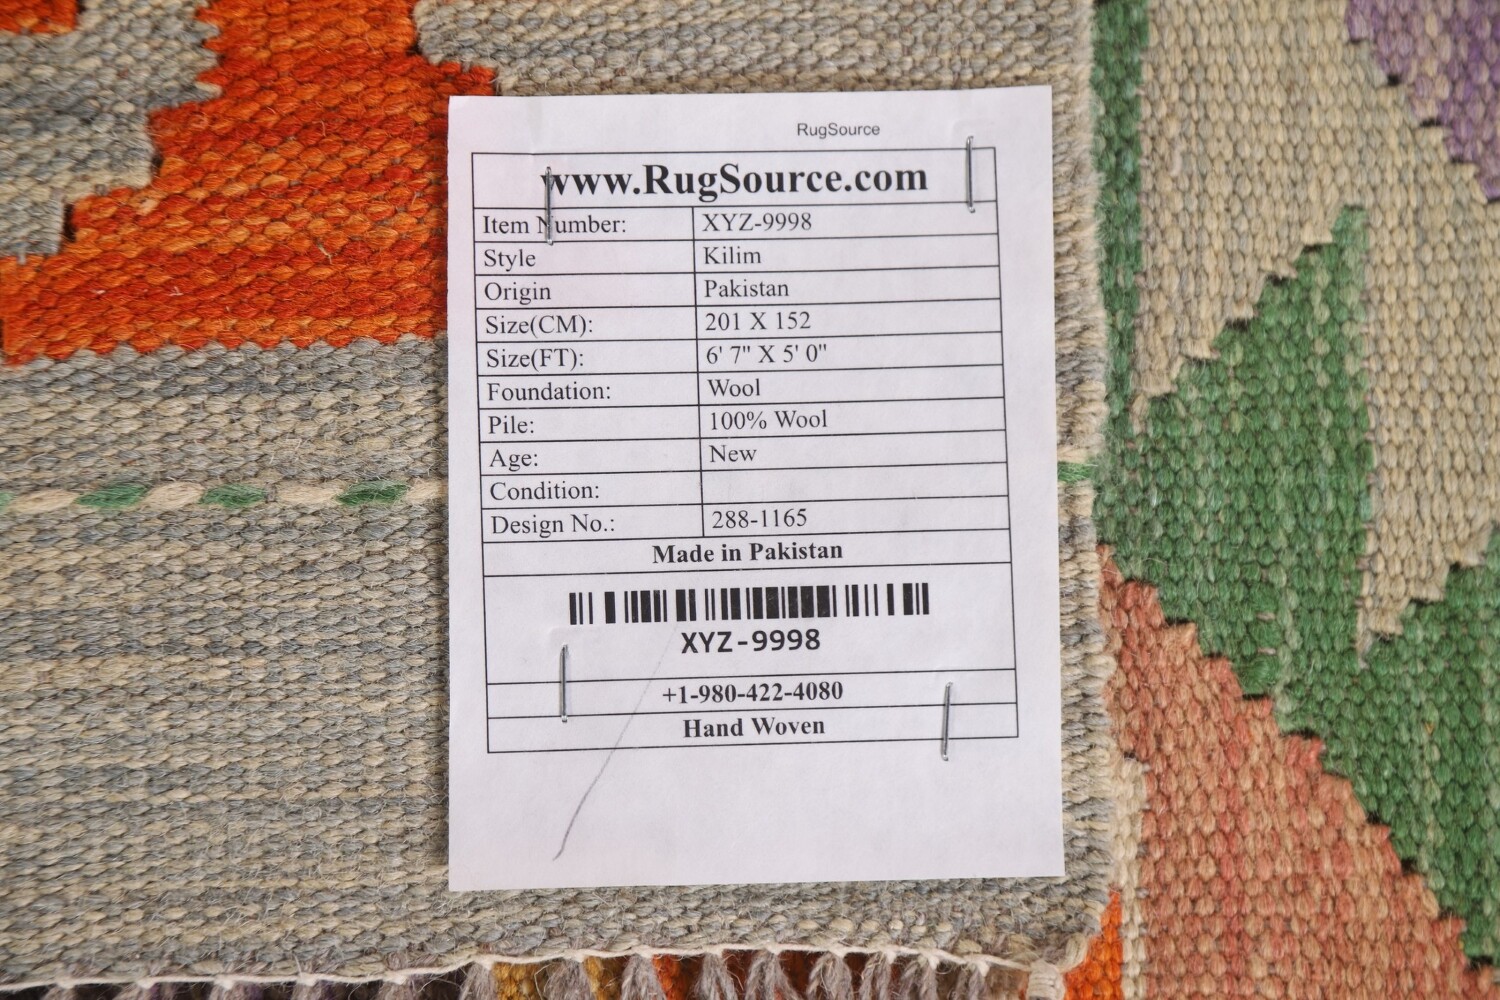 RugSource
www.RugSource.com
Item Number: XYZ-9998
Style Kilim
Origin Pakistan
Size(CM): 201 X 152
Size(FT): 6' 7" X 5' 0"
Foundation: Wool
Pile: 100% Wool
Age: New
Condition:
Design No.: 288-1165
Made in Pakistan
XYZ-9998
+1-980-422-4080
Hand Woven